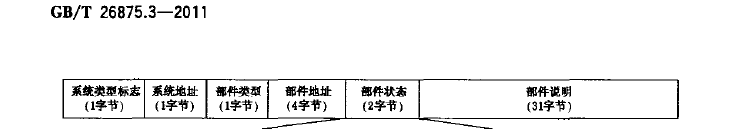 GB/T 26875.3—2011
系统类型标志 系统地址 部件类型 部件地址 部件状态 部件说明
(1字节) (1字节) (1字节) (4字节) (2字节) (31字节)